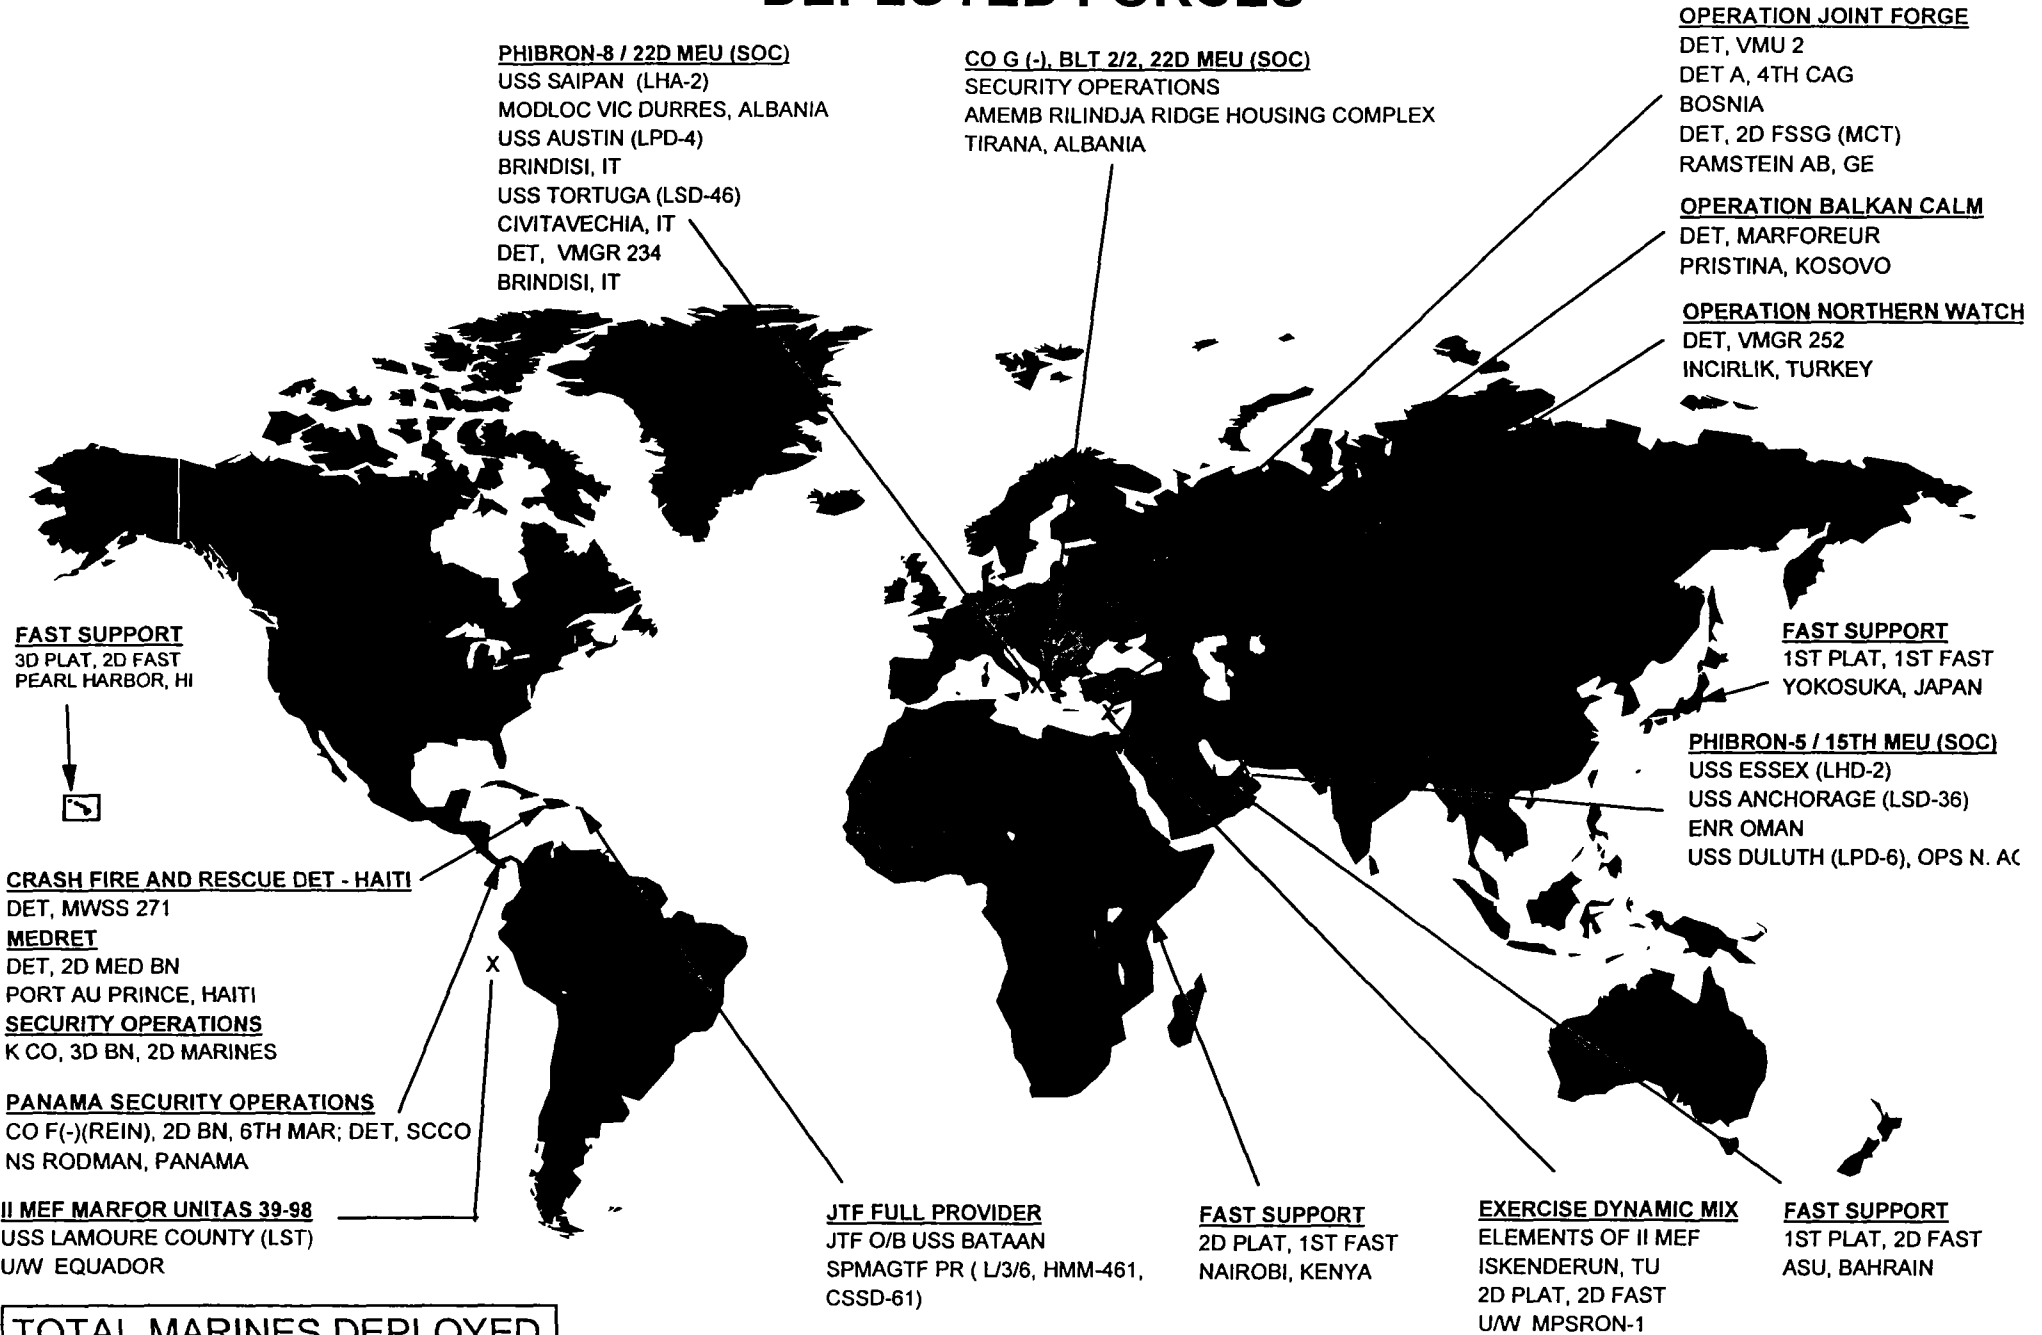 DEPLOYED FORCES
PHIBRON-8 / 22D MEU (SOC)
USS SAIPAN (LHA-2)
MODLOC VIC DURRES, ALBANIA
USS AUSTIN (LPD-4)
BRINDISI, IT
USS TORTUGA (LSD-46)
CIVITAVECHIA, IT
DET, VMGR 234
BRINDISI, IT
CO G (-), BLT 2/2, 22D MEU (SOC)
SECURITY OPERATIONS
AMEMB RILINDJA RIDGE HOUSING COMPLEX
TIRANA, ALBANIA
OPERATION JOINT FORGE
DET, VMU 2
DET A, 4TH CAG
BOSNIA
DET, 2D FSSG (MCT)
RAMSTEIN AB, GE
OPERATION BALKAN CALM
DET, MARFOREUR
PRISTINA, KOSOVO
OPERATION NORTHERN WATCH
DET, VMGR 252
INCIRLIK, TURKEY
FAST SUPPORT
3D PLAT, 2D FAST
PEARL HARBOR, HI
FAST SUPPORT
1ST PLAT, 1ST FAST
YOKOSUKA, JAPAN
PHIBRON-5 / 15TH MEU (SOC)
USS ESSEX (LHD-2)
USS ANCHORAGE (LSD-36)
ENR OMAN
USS DULUTH (LPD-6), OPS N.
X
X
CRASH FIRE AND RESCUE DET - HAITI
DET, MWSS 271
MEDRET
DET, 2D MED BN
PORT AU PRINCE, HAITI
SECURITY OPERATIONS
K CO, 3D BN, 2D MARINES
X
PANAMA SECURITY OPERATIONS
CO F(-)(REIN), 2D BN, 6TH MAR; DET, SCCO
NS RODMAN, PANAMA
II MEF MARFOR UNITAS 39-98
USS LAMOURE COUNTY (LST)
U/W EQUADOR
JTF FULL PROVIDER
JTF O/B USS BATAAN
SPMAGTF PR ( L/3/6, HMM-461,
CSSD-61)
FAST SUPPORT
2D PLAT, 1ST FAST
NAIROBI, KENYA
EXERCISE DYNAMIC MIX
ELEMENTS OF II MEF
ISKENDERUN, TU
2D PLAT, 2D FAST
U/W MPSRON-1
FAST SUPPORT
1ST PLAT, 2D FAST
ASU, BAHRAIN
TOTAL MARINES DEPLOYED